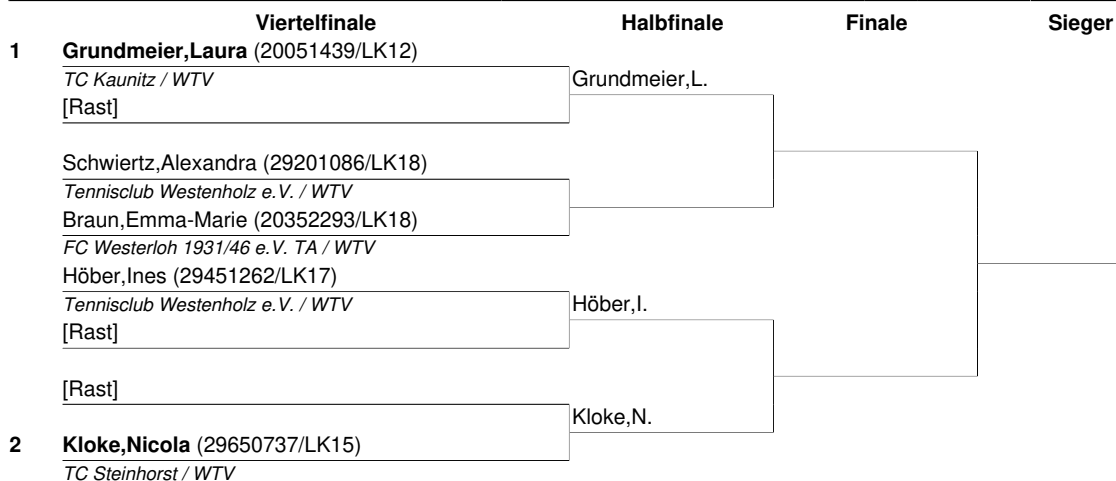 Viertelfinale Halbfinale Finale Sieger
1 Grundmeier,Laura (20051439/LK12)
TC Kaunitz / WTV Grundmeier,L.
[Rast]
Schwiertz,Alexandra (29201086/LK18)
Tennisclub Westenholz e.V. / WTV
Braun,Emma-Marie (20352293/LK18)
FC Westerloh 1931/46 e.V. TA / WTV
Höber,Ines (29451262/LK17)
Tennisclub Westenholz e.V. / WTV Höber,I.
[Rast]
[Rast]
Kloke,N.
2 Kloke,Nicola (29650737/LK15)
TC Steinhorst / WTV